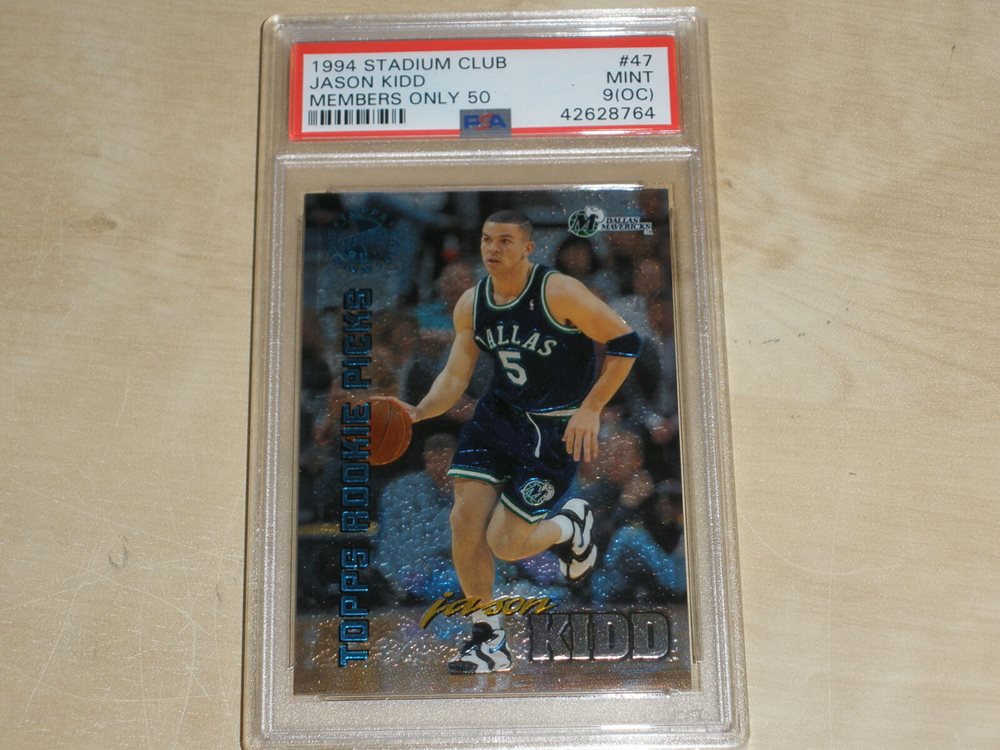 1994 STADIUM CLUB
#47
JASON KIDD
MINT
MEMBERS ONLY 50
9(OC)
PSA
42628764
M
DALLAS
MAVERICKS
TOPPS ROOKIE PICKS
DALLAS
5
jason
KIDD